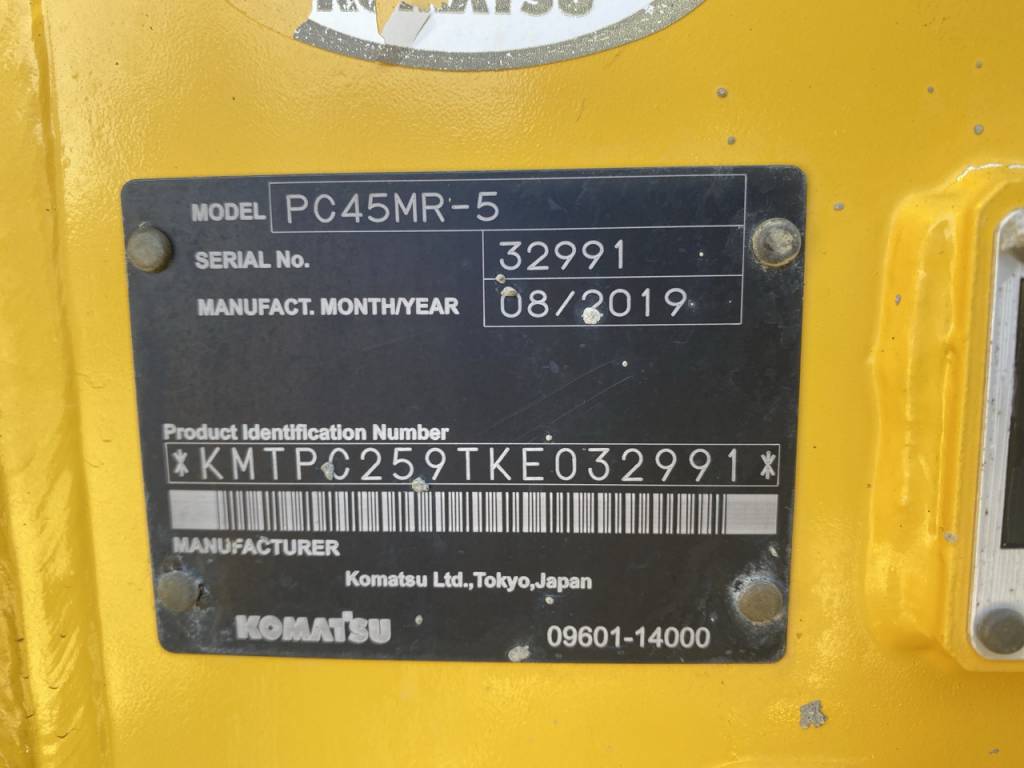 KOMATSU
MODEL PC45MR-5
SERIAL No. 32991
MANUFACT. MONTH/YEAR 08/2019
Product Identification Number
*KMTPC259TKE032991*
MANUFACTURER
Komatsu Ltd.,Tokyo,Japan
KOMATSU 09601-14000